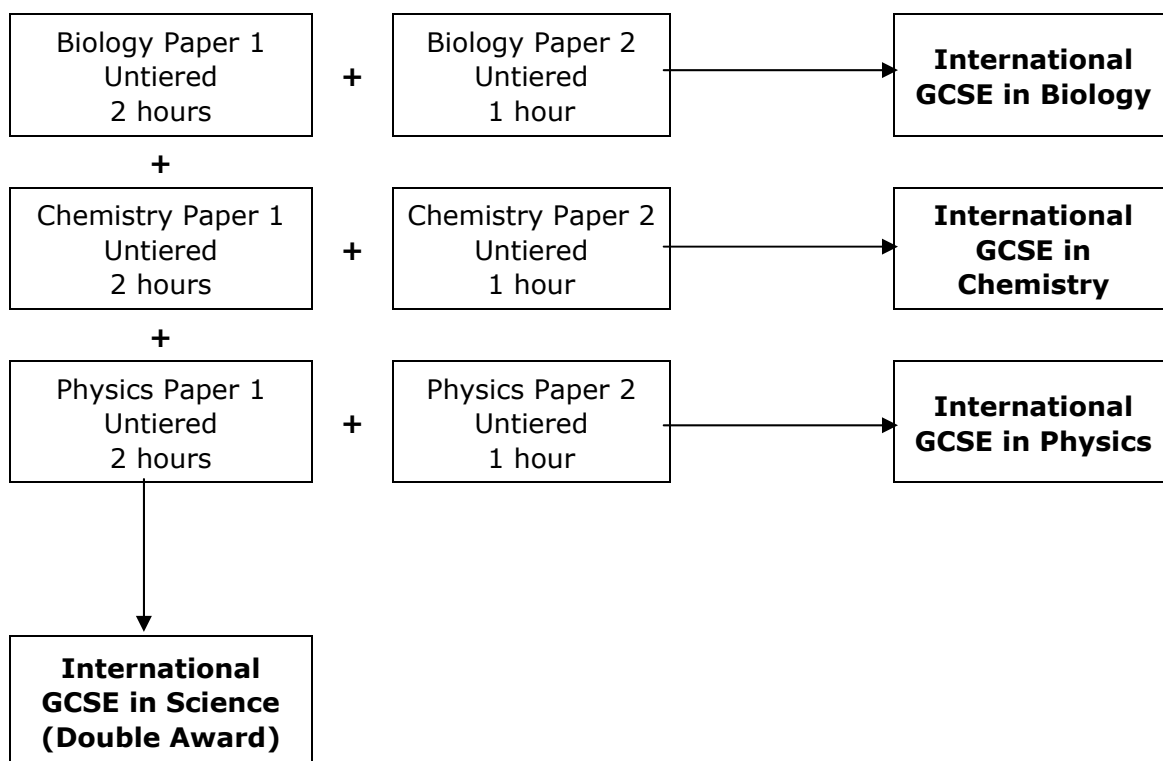 Biology Paper 1
Untiered
2 hours
+
Biology Paper 2
Untiered
1 hour
International
GCSE in Biology
+
Chemistry Paper 1
Untiered
2 hours
+
Chemistry Paper 2
Untiered
1 hour
International
GCSE in
Chemistry
+
Physics Paper 1
Untiered
2 hours
+
Physics Paper 2
Untiered
1 hour
International
GCSE in Physics
International
GCSE in Science
(Double Award)